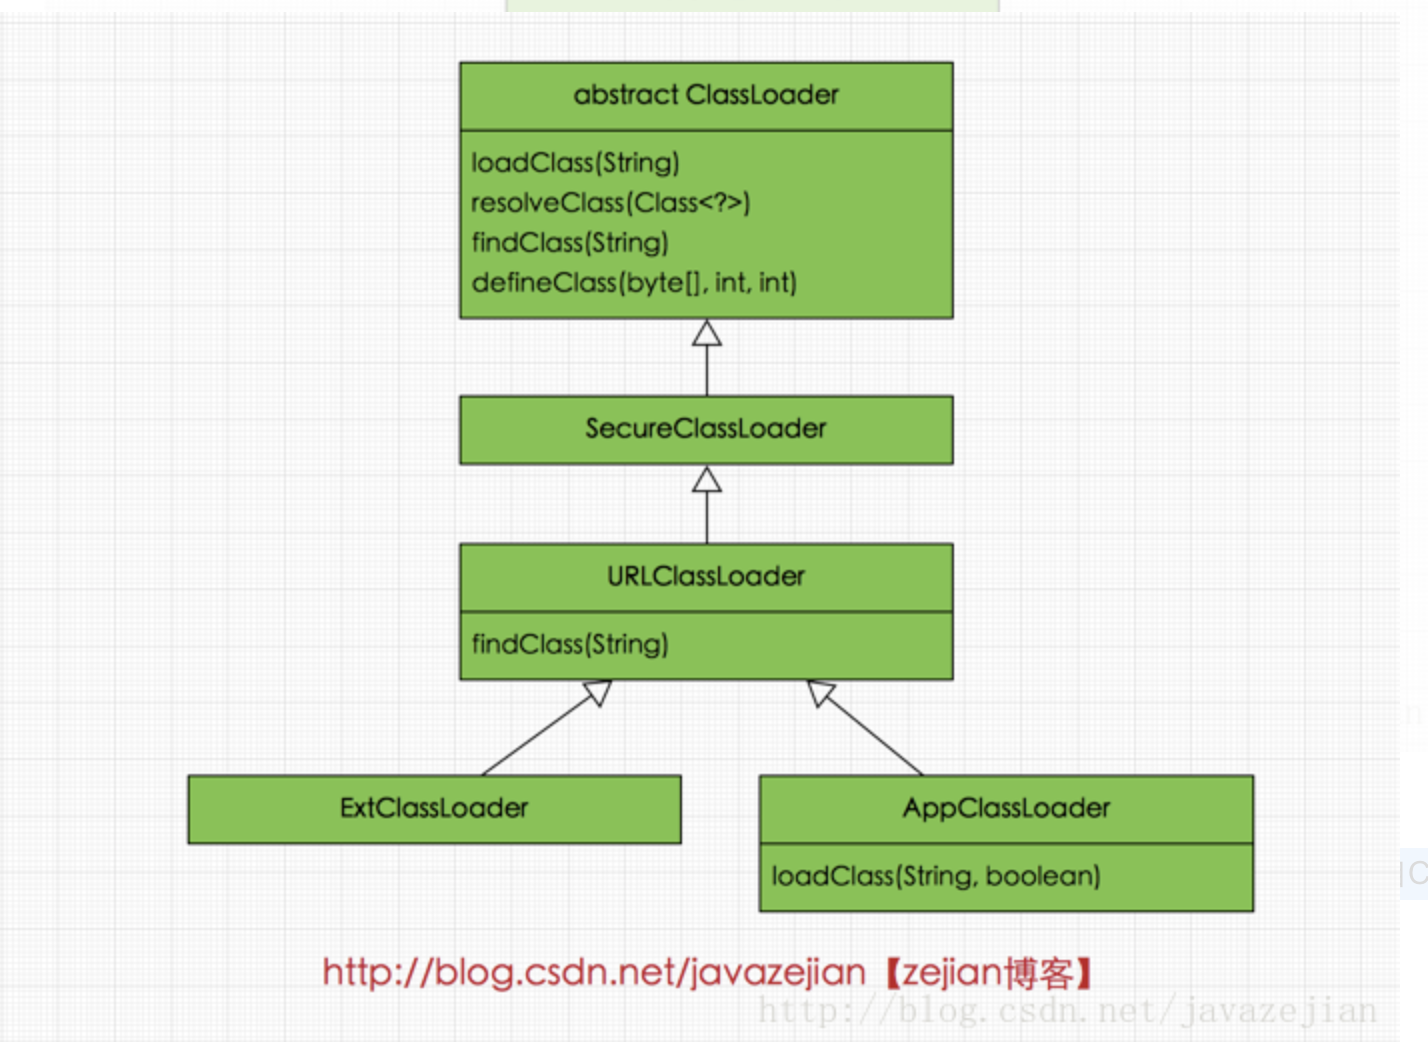 abstract ClassLoader
loadClass(String)
resolveClass(Class<?>)
findClass(String)
defineClass(byte[], int, int)
SecureClassLoader
URLClassLoader
findClass(String)
ExtClassLoader
AppClassLoader
loadClass(String, boolean)
http://blog.csdn.net/javazejian【zejian博客】
http://blog.csdn.net/javazejian